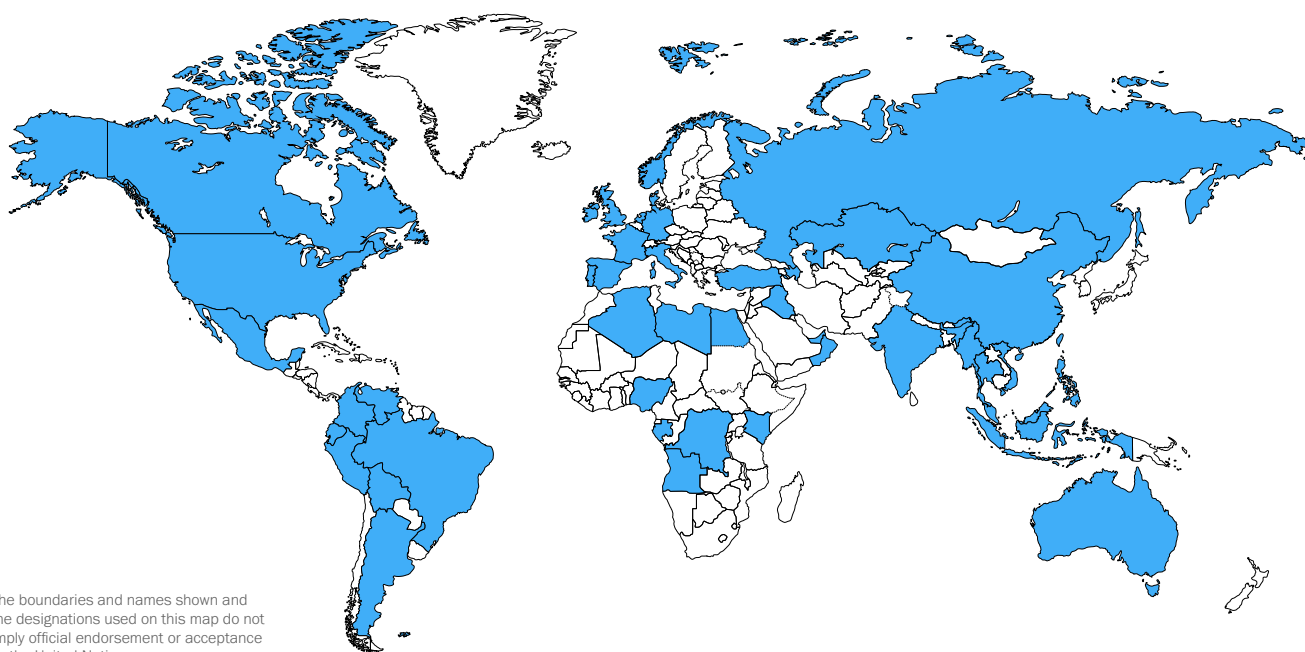 he boundaries and names shown and
he designations used on this map do not
mply official endorsement or acceptance